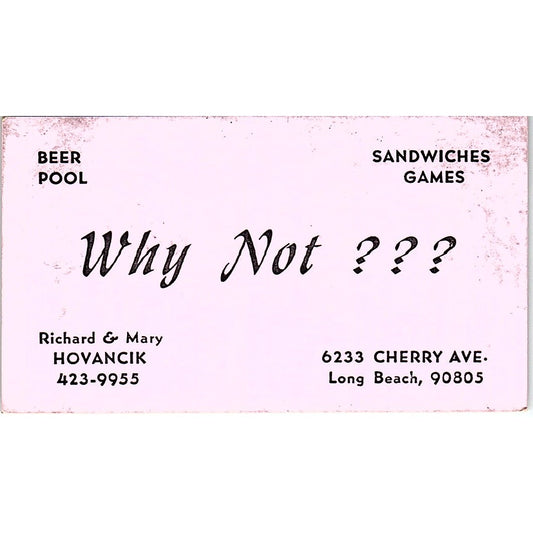 BEER
POOL
SANDWICHES
GAMES
Why Not ???
Richard & Mary
HOVANCIK
423-9955
6233 CHERRY AVE.
Long Beach, 90805